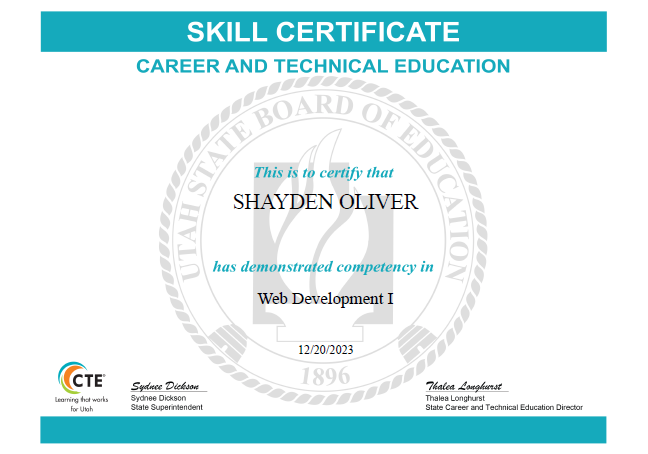 SKILL CERTIFICATE
CAREER AND TECHNICAL EDUCATION
UTAH STATE BOARD OF EDUCATION
This is to certify that
SHAYDEN OLIVER
has demonstrated competency in
Web Development I
12/20/2023
1896
CTE®
Learning that works
for Utah
Sydnee Dickson
Sydnee Dickson
State Superintendent
Thalea Longhurst
Thalea Longhurst
State Career and Technical Education Director